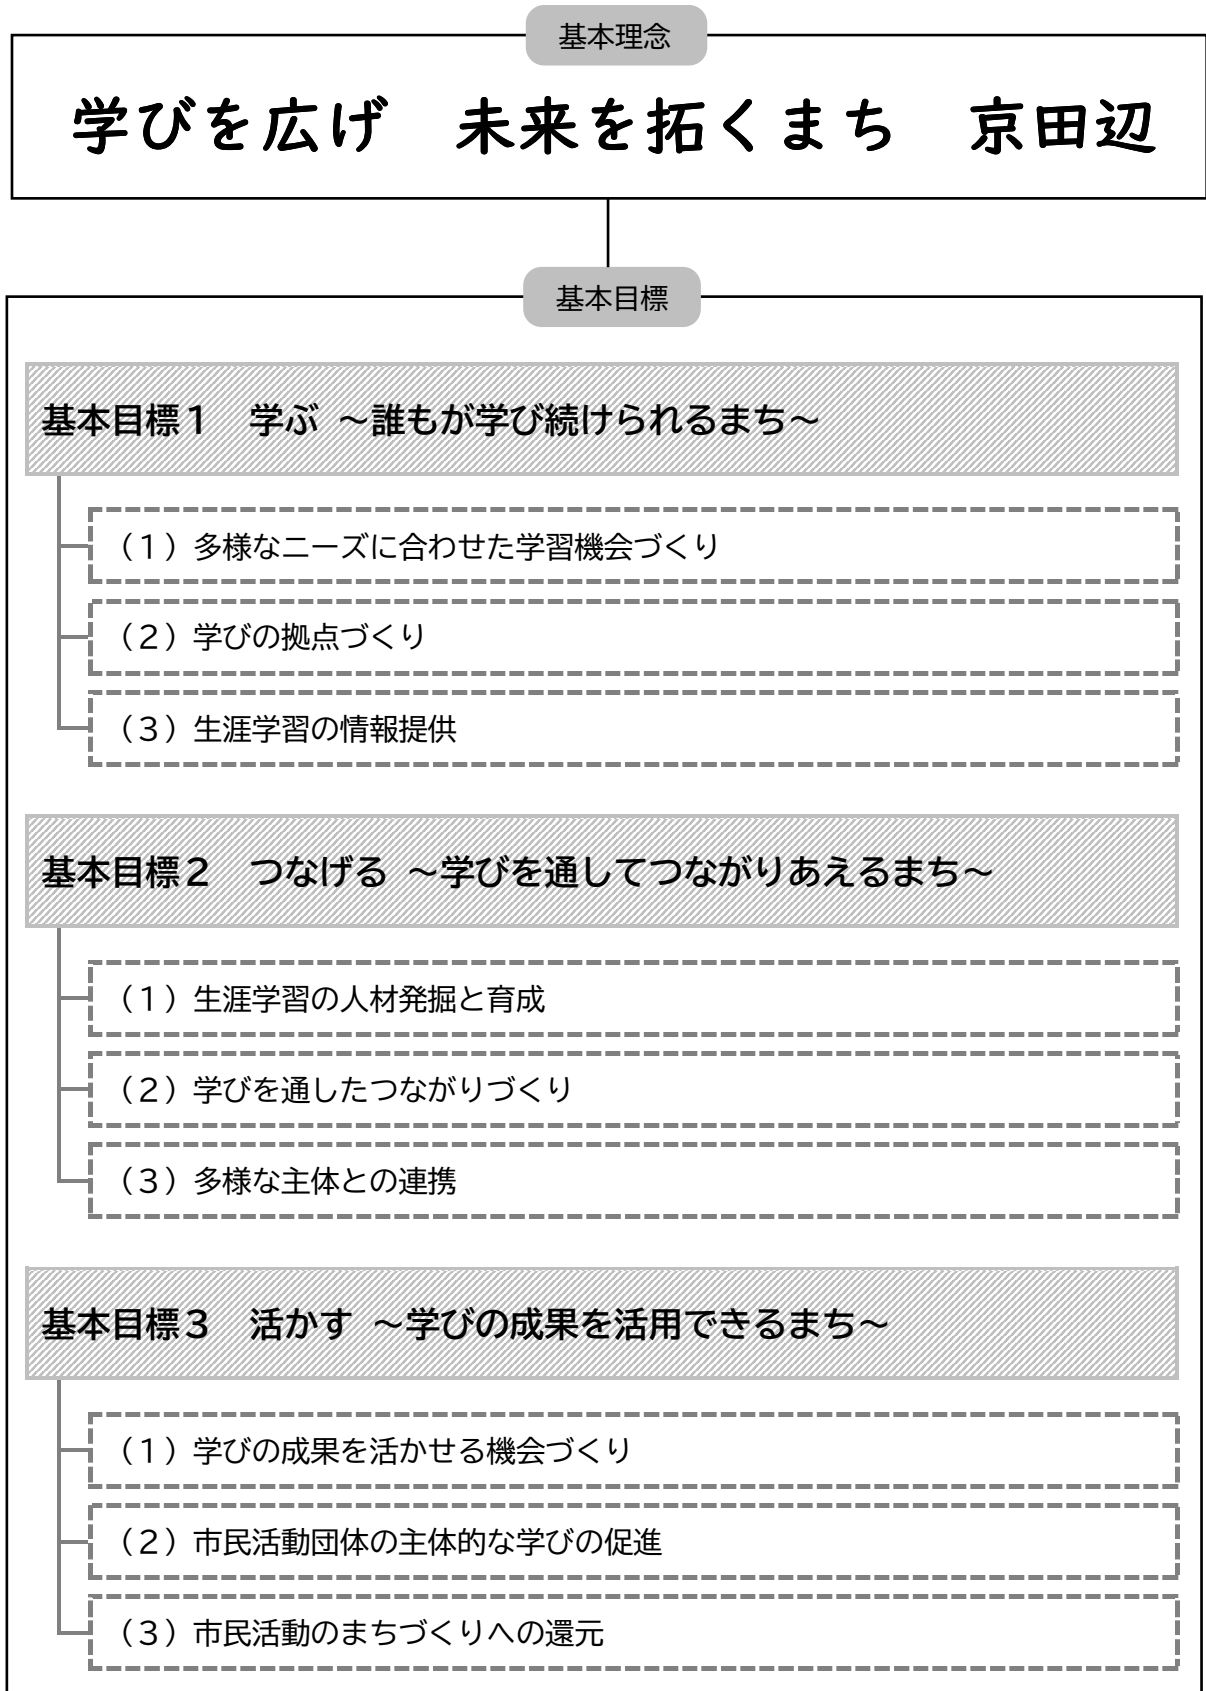 基本理念
学びを広げ　未来を拓くまち　京田辺
基本目標
基本目標１　学ぶ ～誰もが学び続けられるまち～
（１）多様なニーズに合わせた学習機会づくり
（２）学びの拠点づくり
（３）生涯学習の情報提供
基本目標２　つなげる ～学びを通してつながりあえるまち～
（１）生涯学習の人材発掘と育成
（２）学びを通したつながりづくり
（３）多様な主体との連携
基本目標３　活かす ～学びの成果を活用できるまち～
（１）学びの成果を活かせる機会づくり
（２）市民活動団体の主体的な学びの促進
（３）市民活動のまちづくりへの還元